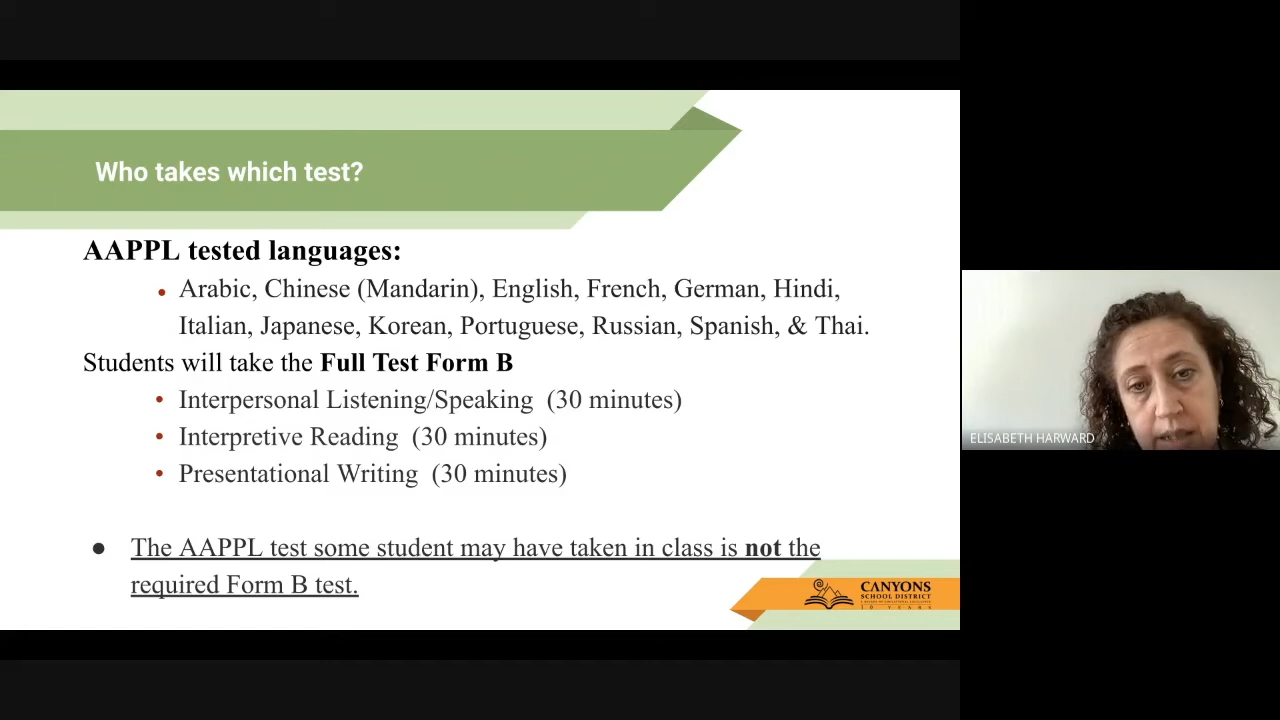 Who takes which test?
AAPPL tested languages:
• Arabic, Chinese (Mandarin), English, French, German, Hindi,
Italian, Japanese, Korean, Portuguese, Russian, Spanish, & Thai.
Students will take the Full Test Form B
• Interpersonal Listening/Speaking (30 minutes)
• Interpretive Reading (30 minutes)
• Presentational Writing (30 minutes)
● The AAPPL test some student may have taken in class is not the
required Form B test.
CANYONS
SCHOOL DISTRICT
10 YEARS
ELISABETH HARWARD